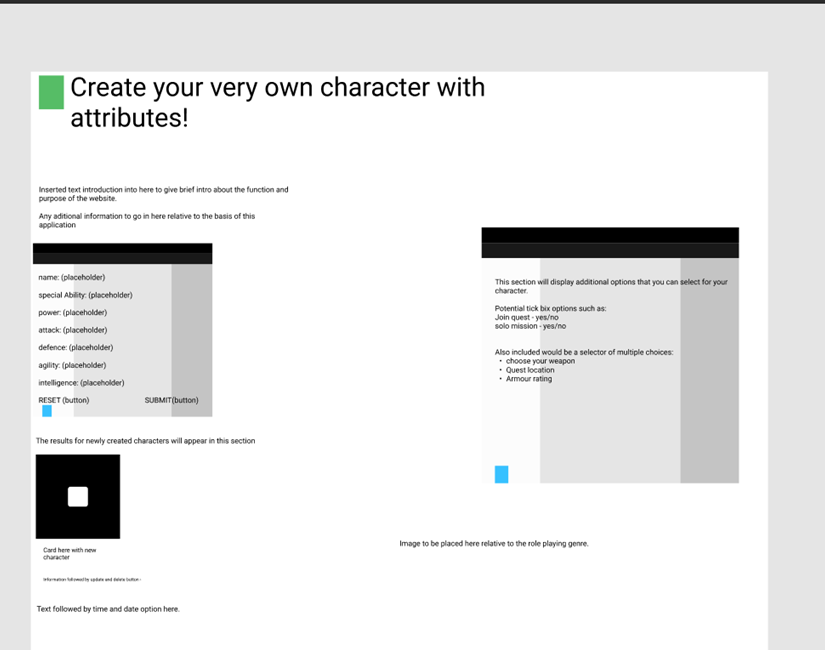 Create your very own character with
attributes!
Inserted text introduction into here to give brief intro about the function and
purpose of the website.
Any aditional information to go in here relative to the basis of this
application
name: (placeholder)
special Ability: (placeholder)
power: (placeholder)
attack: (placeholder)
defence: (placeholder)
agility: (placeholder)
intelligence: (placeholder)
RESET (button) SUBMIT(button)
The results for newly created characters will appear in this section
Card here with new
character
Information followed by update and delete button -
Text followed by time and date option here.
This section will display additional options that you can select for your
character.
Potential tick bix options such as:
Join quest - yes/no
solo mission - yes/no
Also included would be a selector of multiple choices:
• choose your weapon
• Quest location
• Armour rating
Image to be placed here relative to the role playing genre.